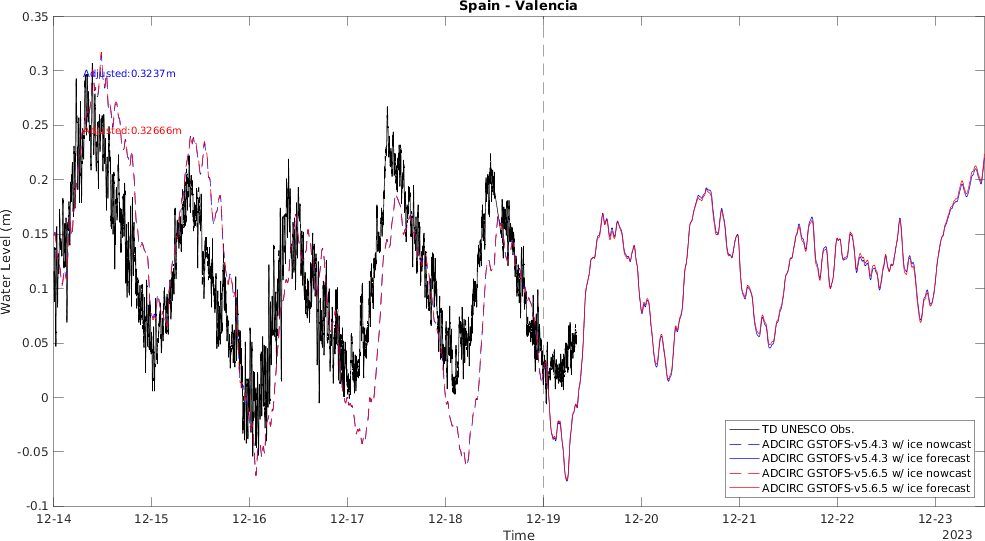 Spain - Valencia
0.35
0.3
0.25
0.2
0.15
0.1
0.05
0
-0.05
-0.1
Water Level (m)
Adjusted:0.3237m
Adjusted:0.32666m
TD UNESCO Obs.
ADCIRC GSTOFS-v5.4.3 w/ ice nowcast
ADCIRC GSTOFS-v5.4.3 w/ ice forecast
ADCIRC GSTOFS-v5.6.5 w/ ice nowcast
ADCIRC GSTOFS-v5.6.5 w/ ice forecast
12-14 12-15 12-16 12-17 12-18 12-19 12-20 12-21 12-22 12-23
Time
2023